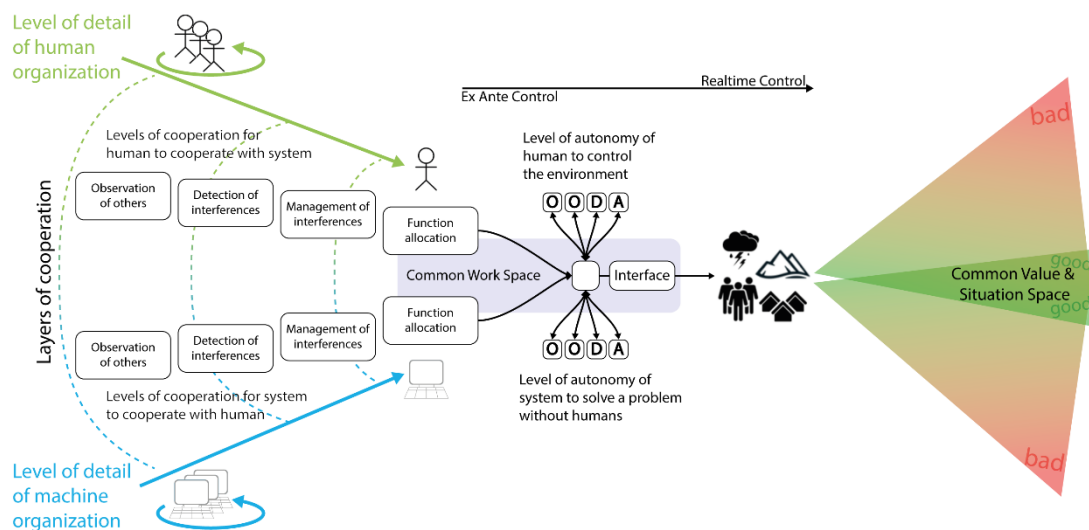 Level of detail
of human
organization
Realtime Control
Ex Ante Control
bad
Levels of cooperation for
human to cooperate with system
Level of autonomy of
human to control
the environment
Layers of cooperation
Observation
of others
Detection of
interferences
Management of
interferences
Function
allocation
O O D A
Common Work Space
Interface
good
Common Value &
Situation Space
good
Function
allocation
Observation
of others
Detection of
interferences
Management of
interferences
O O D A
Levels of cooperation for system
to cooperate with human
Level of autonomy of
system to solve a problem
without humans
bad
Level of detail
of machine
organization